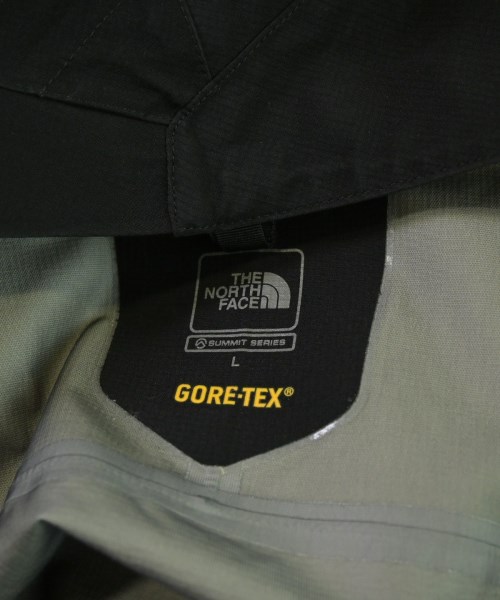 THE
NORTH
FACE
SUMMIT SERIES
L
GORE-TEX®